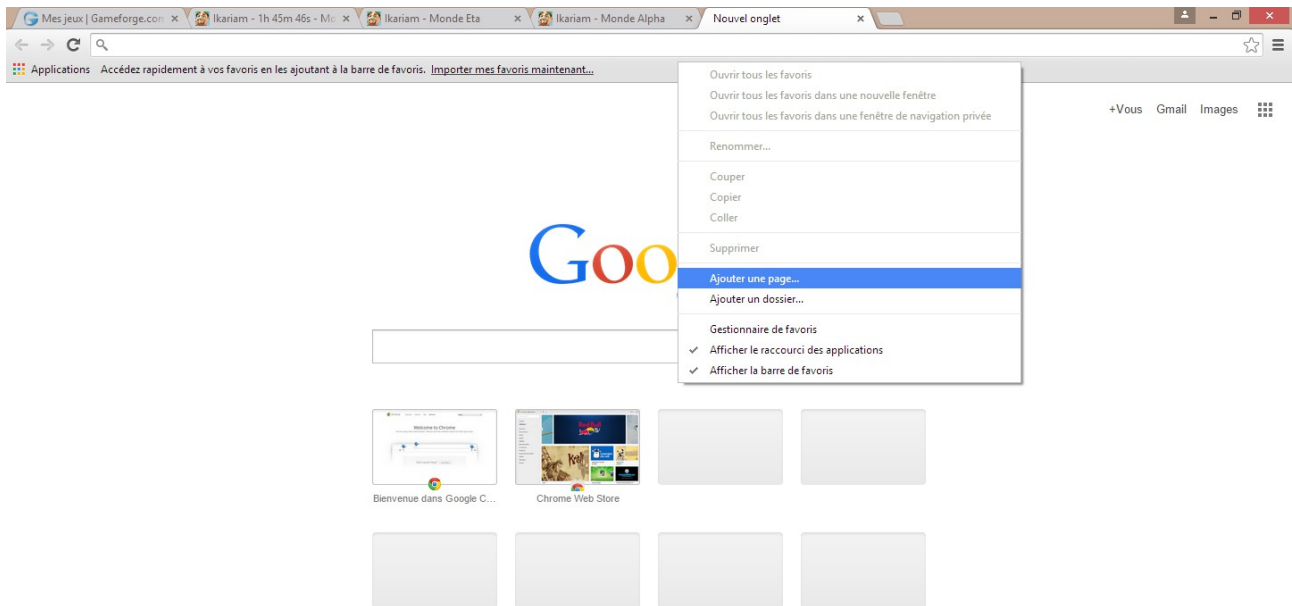 Mes jeux | Gameforge.com
Ikariam - 1h 45m 46s - Mo
Ikariam - Monde Eta
Ikariam - Monde Alpha
Nouvel onglet
Applications Accédez rapidement à vos favoris en les ajoutant à la barre de favoris. Importer mes favoris maintenant...
+Vous Gmail Images
Ouvrir tous les favoris
Ouvrir tous les favoris dans une nouvelle fenêtre
Ouvrir tous les favoris dans une fenêtre de navigation privée
Renommer...
Couper
Copier
Coller
Supprimer
Ajouter une page...
Ajouter un dossier...
Gestionnaire de favoris
Afficher le raccourci des applications
Afficher la barre de favoris
Goo
Welcome to Chrome
Bienvenue dans Google C...
Chrome Web Store